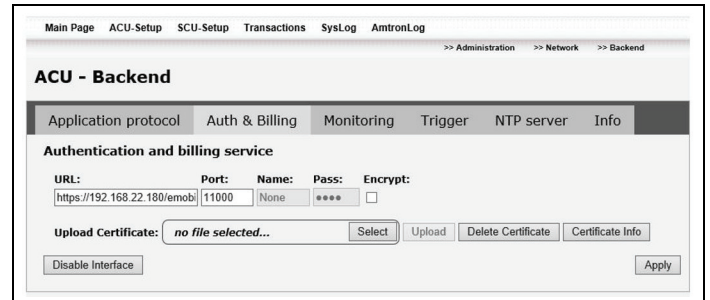 Main Page ACU-Setup SCU-Setup Transactions SysLog AmtronLog
>> Administration >> Network >> Backend
ACU - Backend
Application protocol Auth & Billing Monitoring Trigger NTP server Info
Authentication and billing service
URL: Port: Name: Pass: Encrypt:
https://192.168.22.180/emobi 11000 None ••••
Upload Certificate: no file selected... Select Upload Delete Certificate Certificate Info
Disable Interface Apply